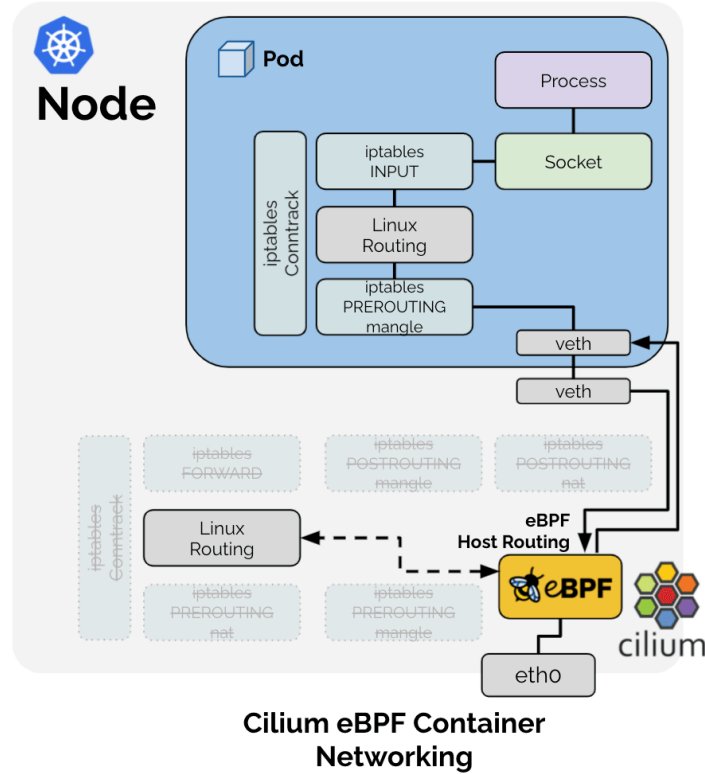 Node
Pod
Process
iptables
INPUT
Socket
iptables
Conntrack
Linux
Routing
iptables
PREROUTING
mangle
veth
veth
iptables
FORWARD
iptables
POSTROUTING
mangle
iptables
POSTROUTING
nat
iptables
Conntrack
Linux
Routing
eBPF
Host Routing
iptables
PREROUTING
nat
iptables
PREROUTING
mangle
eBPF
cilium
eth0
Cilium eBPF Container
Networking